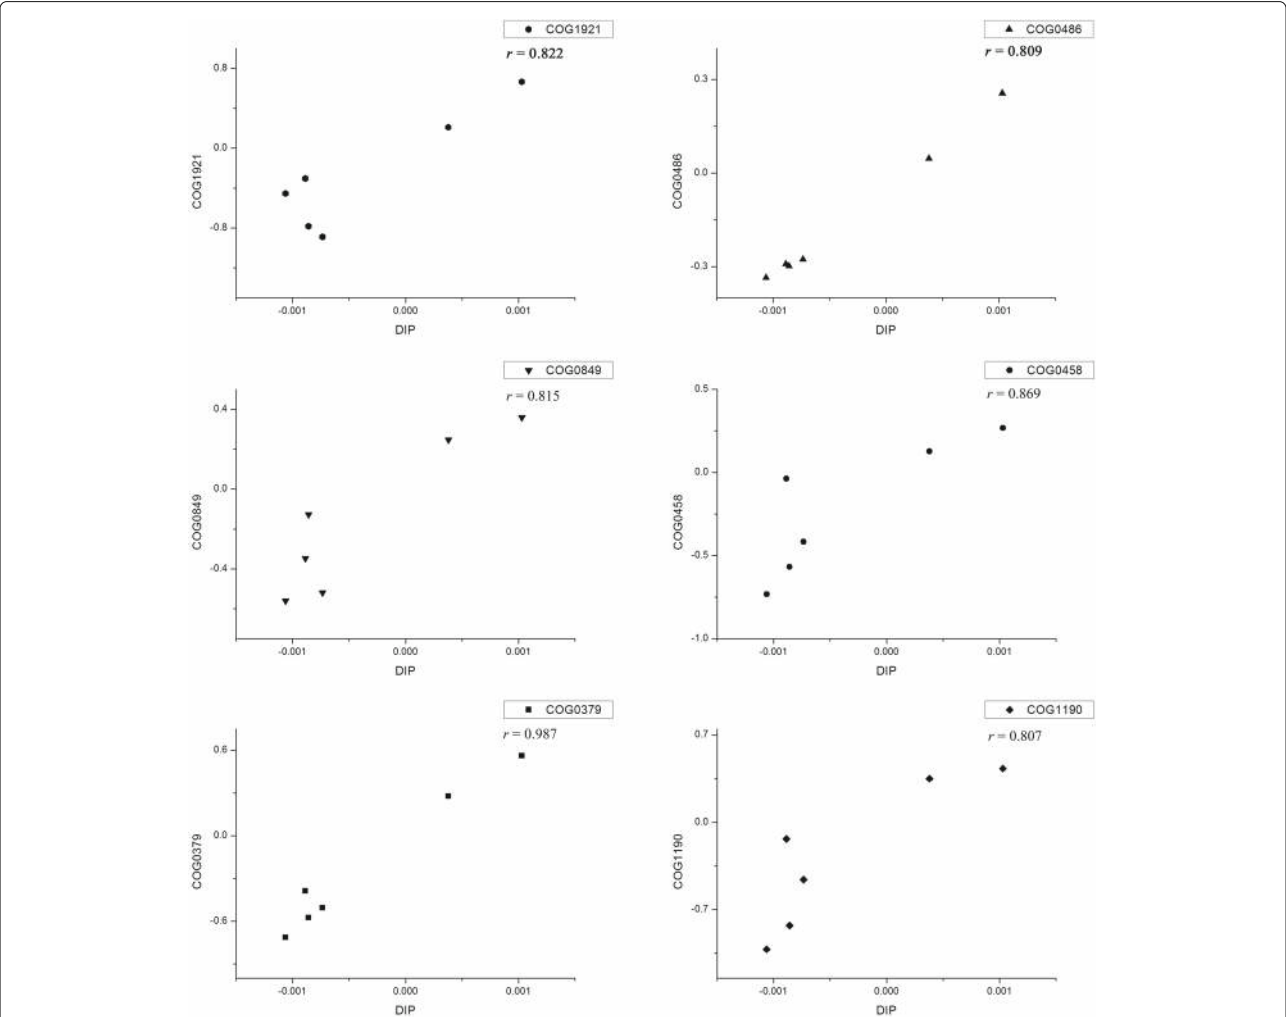 COG1921
r = 0.822
0.8
0.0
-0.8
COG1921
-0.001 0.000 0.001
DIP
COG0486
r = 0.809
0.3
0.0
-0.3
COG0486
-0.001 0.000 0.001
DIP
COG0849
r = 0.815
0.4
0.0
-0.4
COG0849
-0.001 0.000 0.001
DIP
COG0458
r = 0.869
0.5
0.0
-0.5
-1.0
COG0458
-0.001 0.000 0.001
DIP
COG0379
r = 0.987
0.6
0.0
-0.6
COG0379
-0.001 0.000 0.001
DIP
COG1190
r = 0.807
0.7
0.0
-0.7
COG1190
-0.001 0.000 0.001
DIP